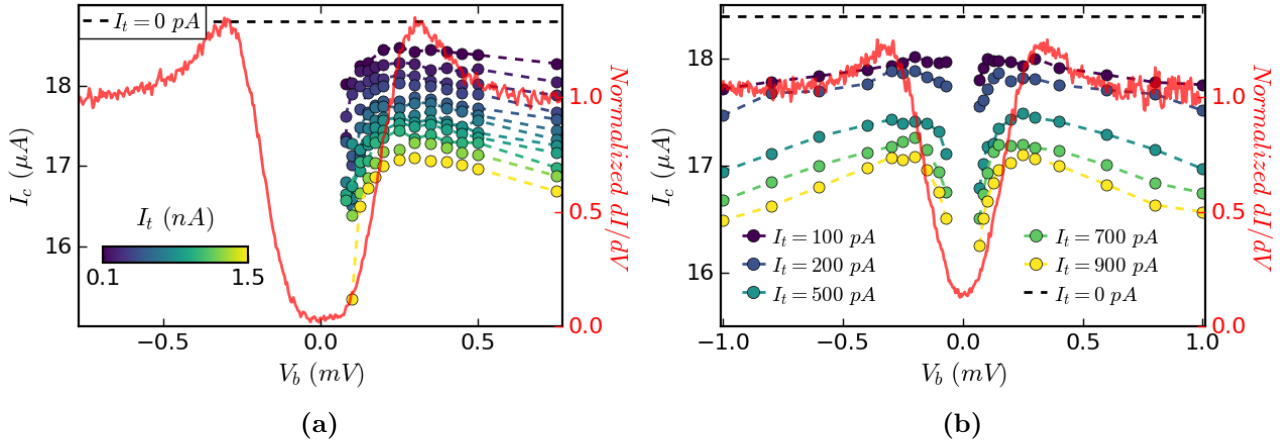 I_t = 0 pA
18
17
16
I_c (μA)
I_t (nA)
0.1
1.5
−0.5
0.0
0.5
V_b (mV)
1.0
0.5
0.0
Normalized dI/dV
(a)
18
17
16
I_c (μA)
I_t = 100 pA
I_t = 200 pA
I_t = 500 pA
I_t = 700 pA
I_t = 900 pA
I_t = 0 pA
−1.0
−0.5
0.0
0.5
1.0
V_b (mV)
1.0
0.5
0.0
Normalized dI/dV
(b)